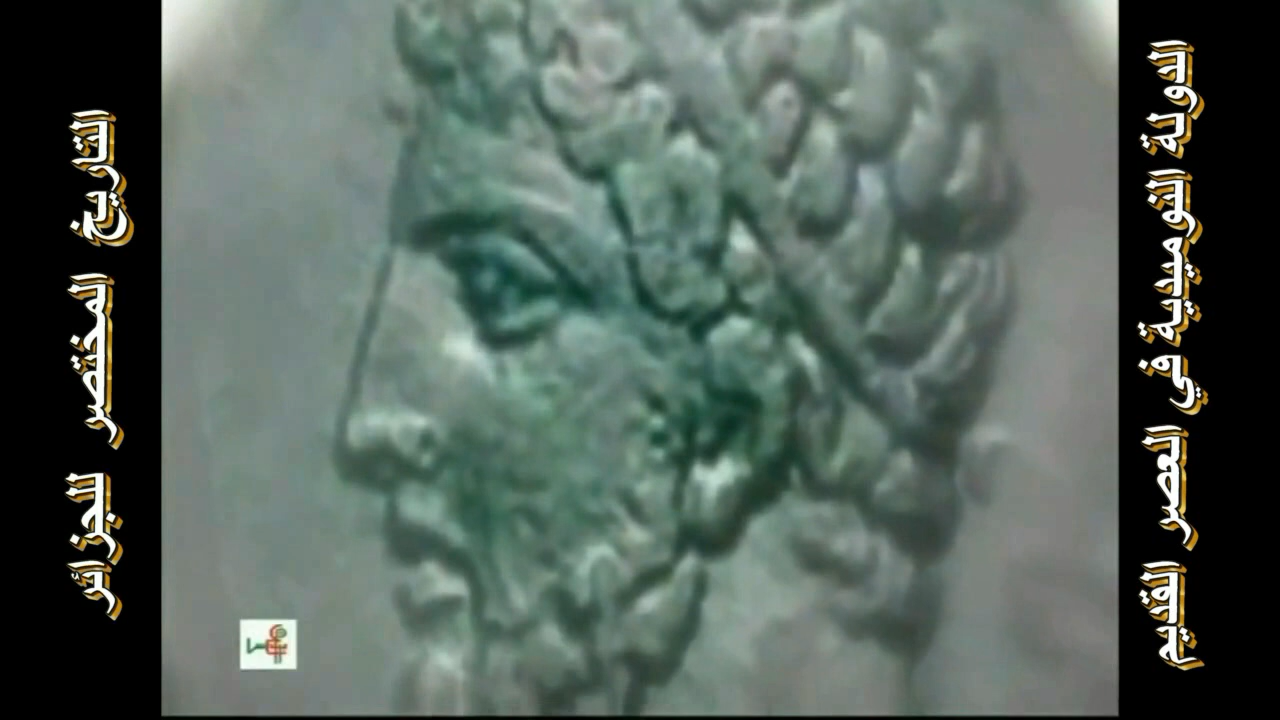 الدولة النوميدية في العصر القديم
التاريخ المختصر للجزائر